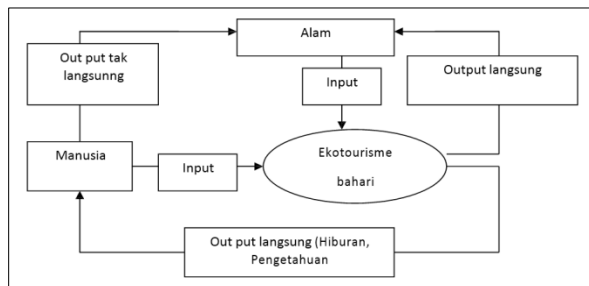 Alam
Out put tak
langsunng
Output langsung
Input
Manusia
Input
Ekotourisme
bahari
Out put langsung (Hiburan,
Pengetahuan